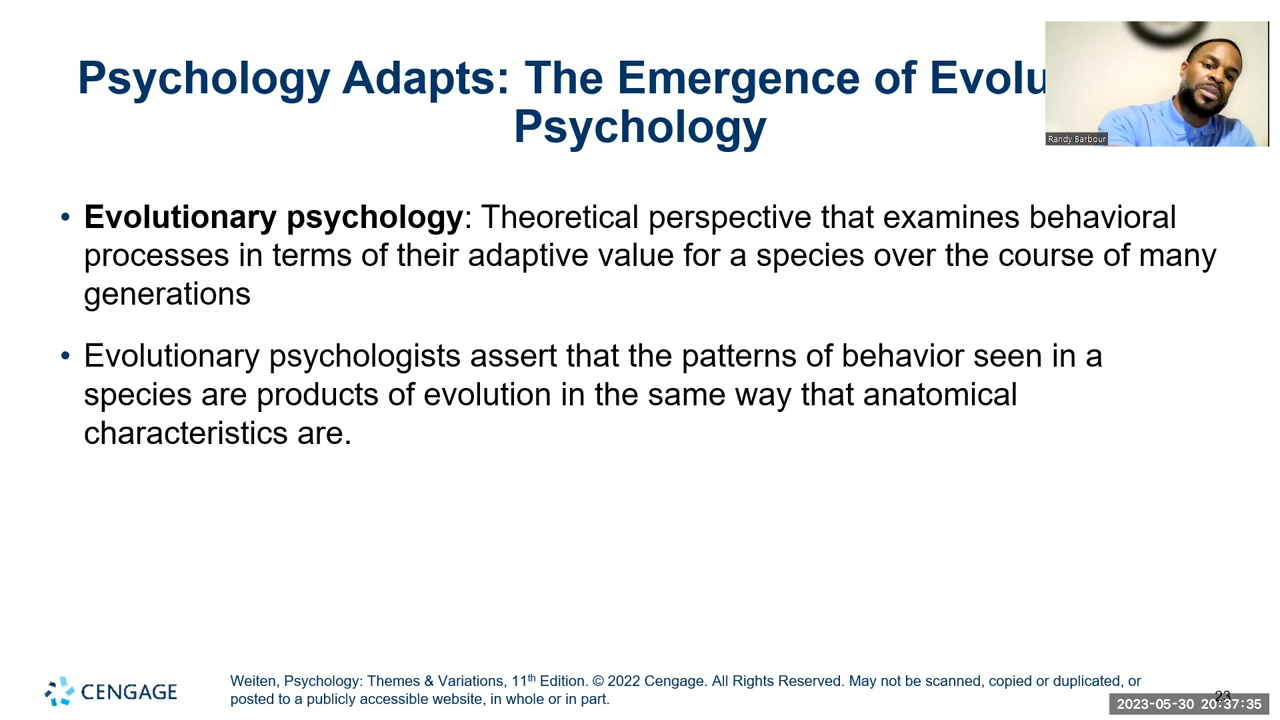 Psychology Adapts: The Emergence of Evolu
Psychology
Randy Barbour
• Evolutionary psychology: Theoretical perspective that examines behavioral
processes in terms of their adaptive value for a species over the course of many
generations
• Evolutionary psychologists assert that the patterns of behavior seen in a
species are products of evolution in the same way that anatomical
characteristics are.
CENGAGE
Weiten, Psychology: Themes & Variations, 11th Edition. © 2022 Cengage. All Rights Reserved. May not be scanned, copied or duplicated, or
posted to a publicly accessible website, in whole or in part.
23
2023-05-30 20:37:35